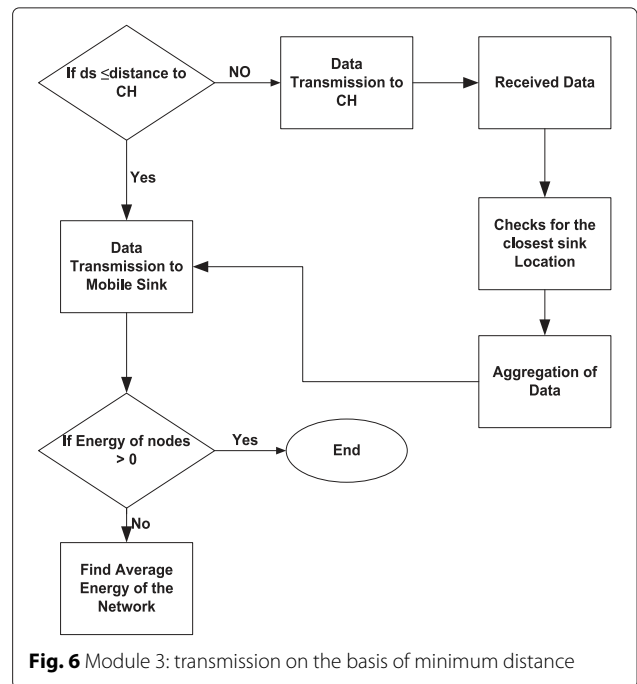 If ds ≤distance to
CH
NO
Data
Transmission to
CH
Received Data
Yes
Checks for the
closest sink
Location
Data
Transmission to
Mobile Sink
Aggregation of
Data
If Energy of nodes
> 0
Yes
End
No
Find Average
Energy of the
Network
Fig. 6 Module 3: transmission on the basis of minimum distance